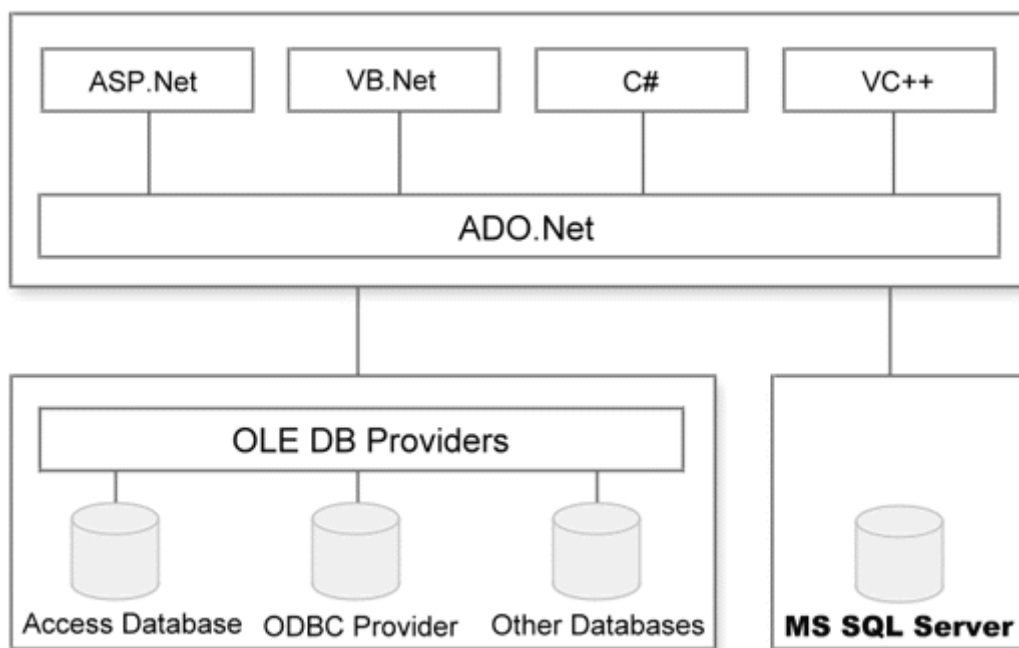 ASP.Net
VB.Net
C#
VC++
ADO.Net
OLE DB Providers
Access Database
ODBC Provider
Other Databases
MS SQL Server